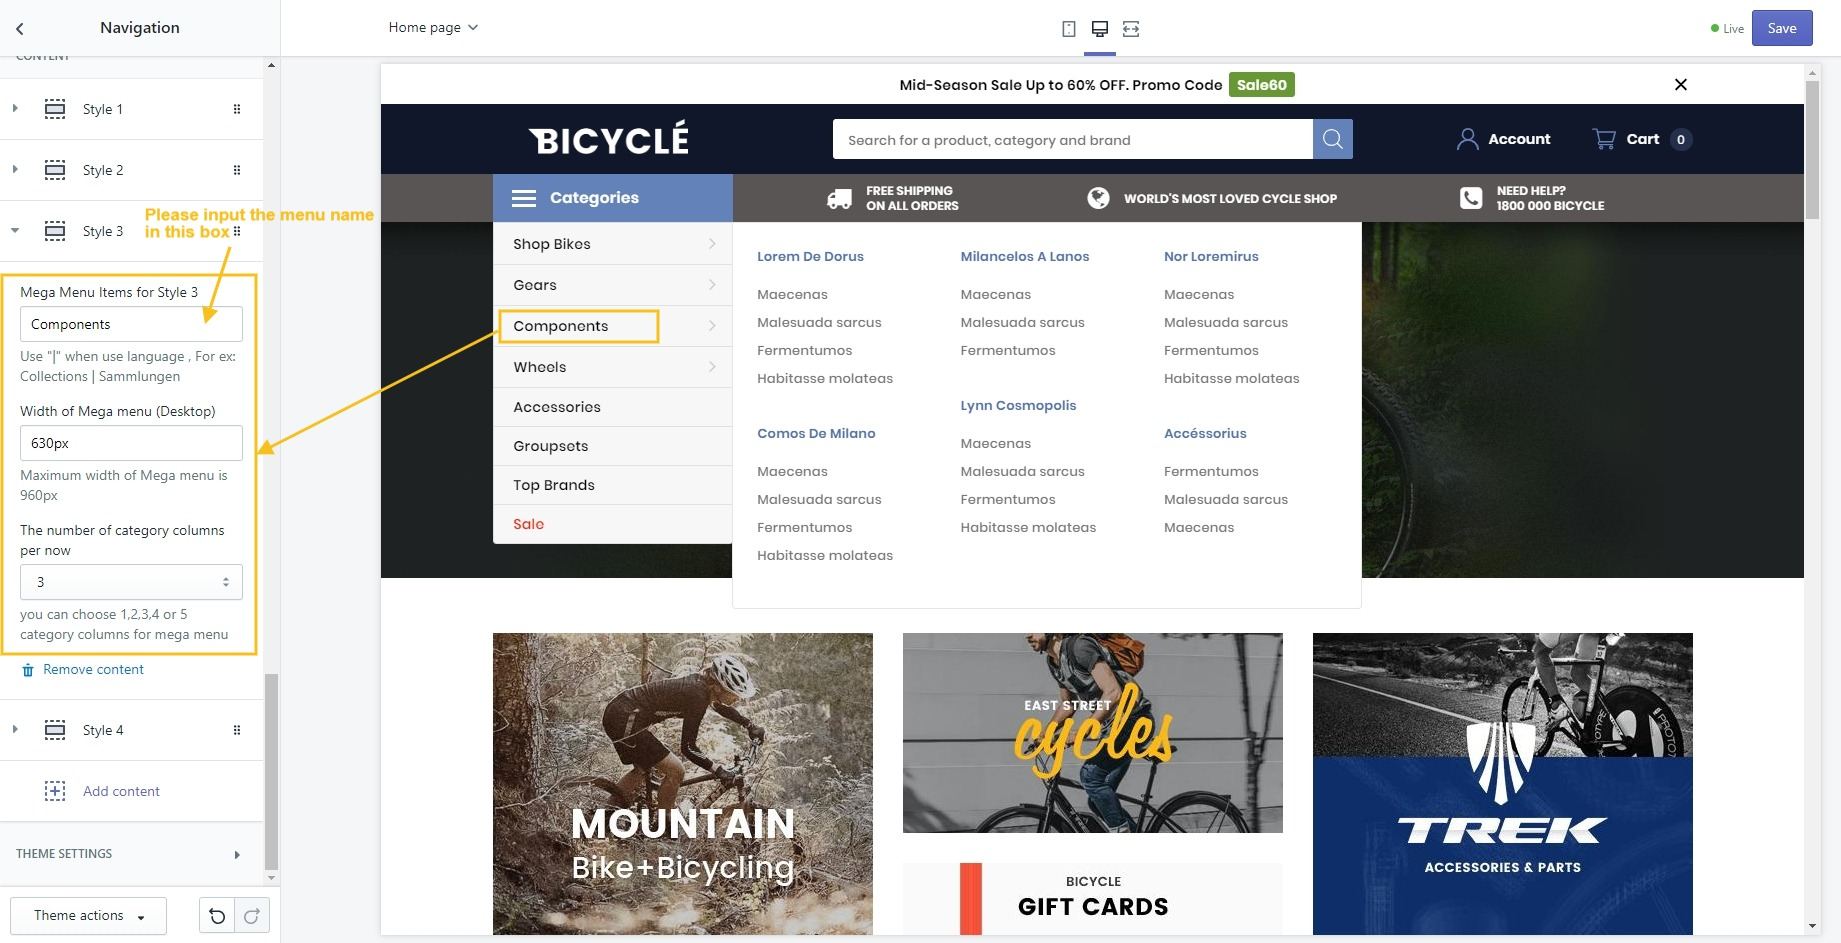 Navigation
Home page
Live
Save
CONTENT
Style 1
Style 2
Please input the menu name
in this box
Style 3
Mega Menu Items for Style 3
Components
Use "|" when use language , For ex:
Collections | Sammlungen
Width of Mega menu (Desktop)
630px
Maximum width of Mega menu is
960px
The number of category columns
per now
3
you can choose 1,2,3,4 or 5
category columns for mega menu
Remove content
Style 4
Add content
THEME SETTINGS
Theme actions
Mid-Season Sale Up to 60% OFF. Promo Code Sale60
BICYCLÉ
Search for a product, category and brand
Account
Cart 0
Categories
FREE SHIPPING
ON ALL ORDERS
WORLD'S MOST LOVED CYCLE SHOP
NEED HELP?
1800 000 BICYCLE
Shop Bikes
Gears
Components
Wheels
Accessories
Groupsets
Top Brands
Sale
Lorem De Dorus
Maecenas
Malesuada sarcus
Fermentumos
Habitasse molateas
Comos De Milano
Maecenas
Malesuada sarcus
Fermentumos
Habitasse molateas
Milancelos A Lanos
Maecenas
Malesuada sarcus
Fermentumos
Lynn Cosmopolis
Maecenas
Malesuada sarcus
Fermentumos
Habitasse molateas
Nor Loremirus
Maecenas
Malesuada sarcus
Fermentumos
Habitasse molateas
Accéssorius
Fermentumos
Malesuada sarcus
Maecenas
MOUNTAIN
Bike+Bicycling
EAST STREET
cycles
BICYCLE
GIFT CARDS
TREK
ACCESSORIES & PARTS